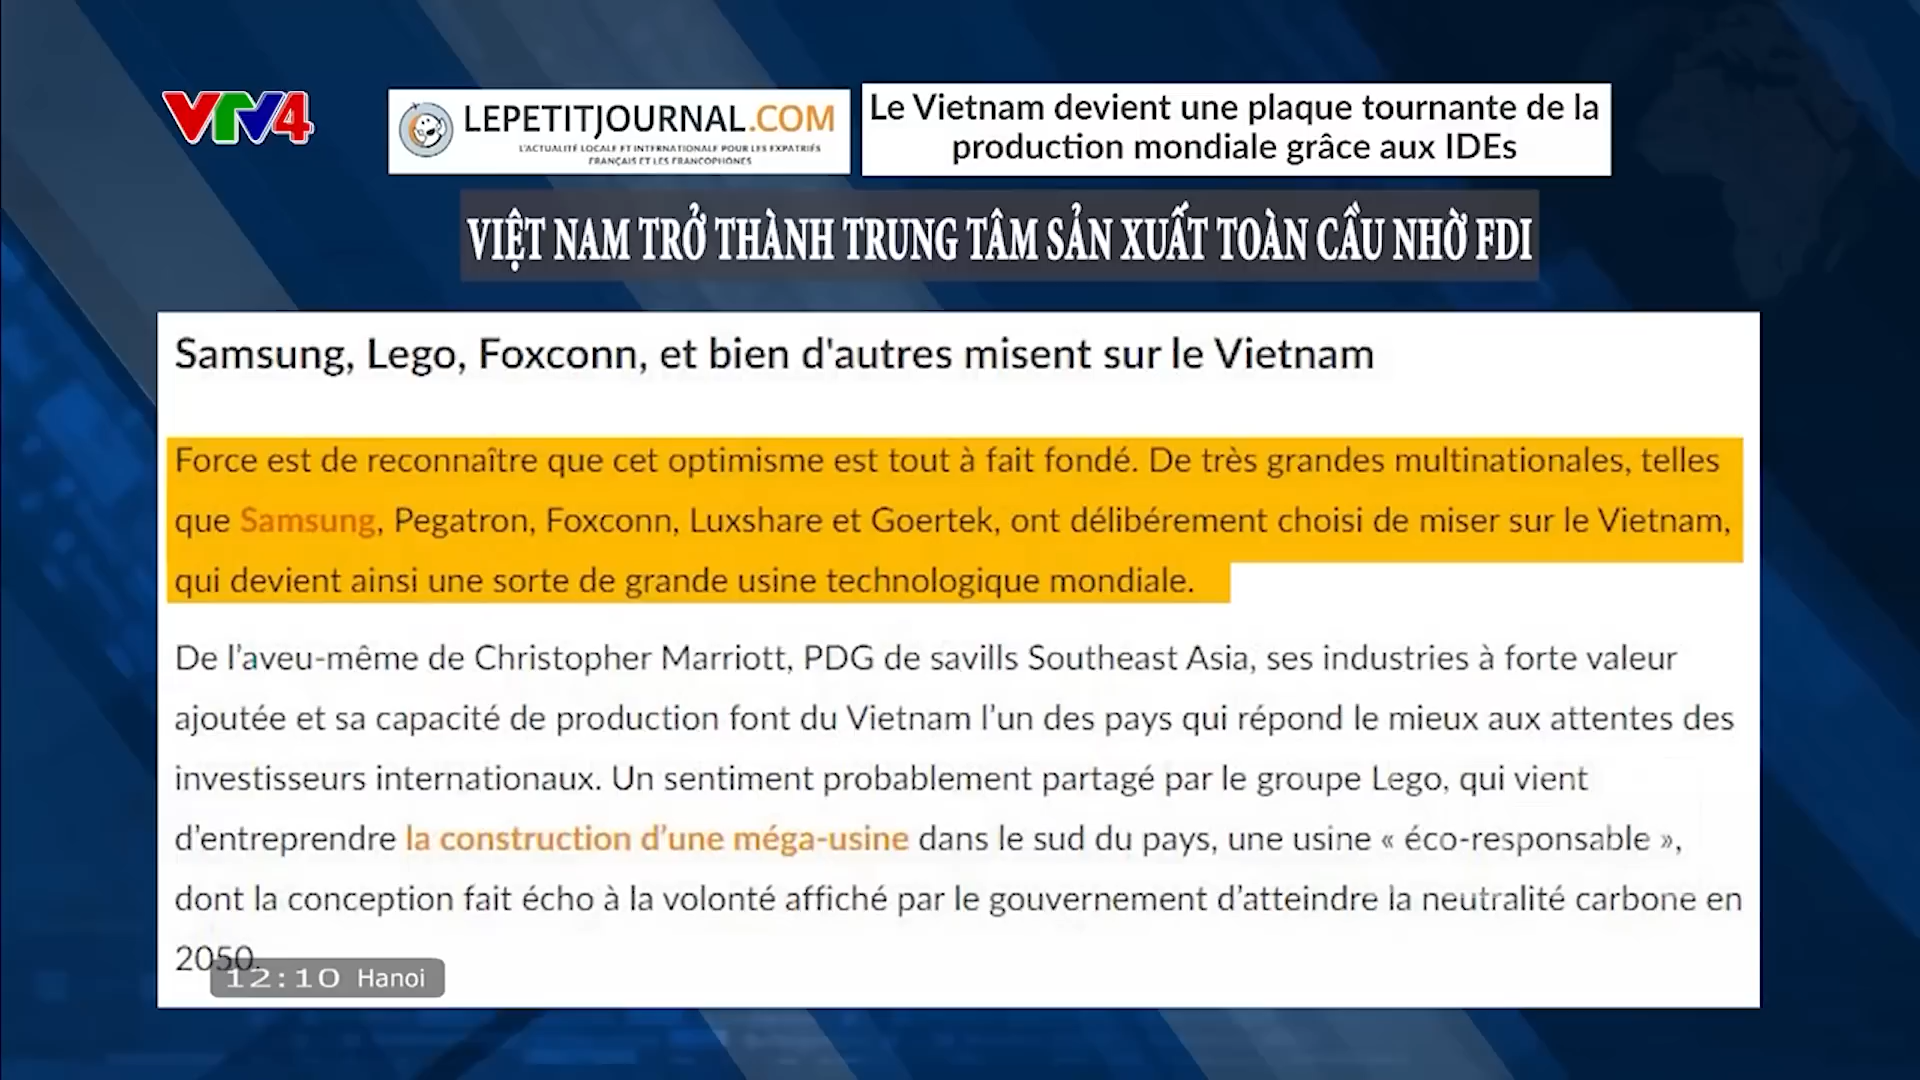 VTV4
LEPETITJOURNAL.COM
L'ACTUALITÉ LOCALE ET INTERNATIONALE POUR LES EXPATRIÉS
FRANÇAIS ET LES FRANCOPHONES
Le Vietnam devient une plaque tournante de la
production mondiale grâce aux IDEs
VIỆT NAM TRỞ THÀNH TRUNG TÂM SẢN XUẤT TOÀN CẦU NHỜ FDI
Samsung, Lego, Foxconn, et bien d'autres misent sur le Vietnam
Force est de reconnaître que cet optimisme est tout à fait fondé. De très grandes multinationales, telles
que Samsung, Pegatron, Foxconn, Luxshare et Goertek, ont délibérement choisi de miser sur le Vietnam,
qui devient ainsi une sorte de grande usine technologique mondiale.
De l’aveu-même de Christopher Marriott, PDG de savills Southeast Asia, ses industries à forte valeur
ajoutée et sa capacité de production font du Vietnam l’un des pays qui répond le mieux aux attentes des
investisseurs internationaux. Un sentiment probablement partagé par le groupe Lego, qui vient
d’entreprendre la construction d’une méga-usine dans le sud du pays, une usine « éco-responsable »,
dont la conception fait écho à la volonté affiché par le gouvernement d’atteindre la neutralité carbone en
2050.
12:10 Hanoi